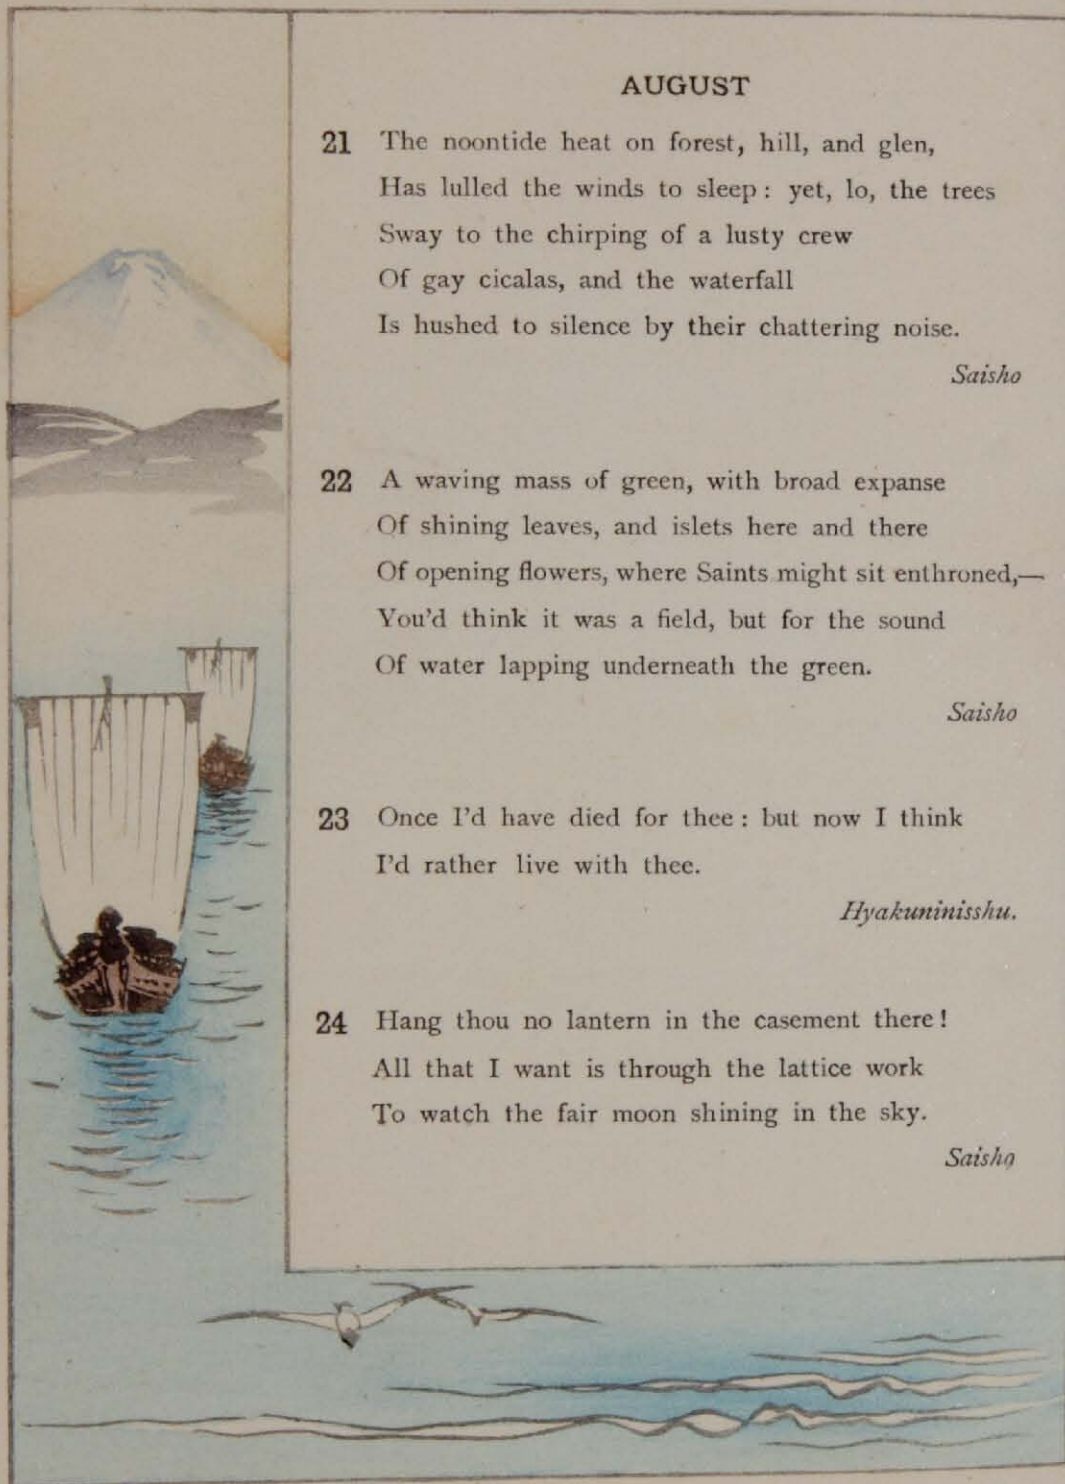 AUGUST
21 The noontide heat on forest, hill, and glen,
Has lulled the winds to sleep : yet, lo, the trees
Sway to the chirping of a lusty crew
Of gay cicalas, and the waterfall
Is hushed to silence by their chattering noise.
Saisho
22 A waving mass of green, with broad expanse
Of shining leaves, and islets here and there
Of opening flowers, where Saints might sit enthroned,—
You'd think it was a field, but for the sound
Of water lapping underneath the green.
Saisho
23 Once I'd have died for thee : but now I think
I'd rather live with thee.
Hyakuninisshu.
24 Hang thou no lantern in the casement there !
All that I want is through the lattice work
To watch the fair moon shining in the sky.
Saisho